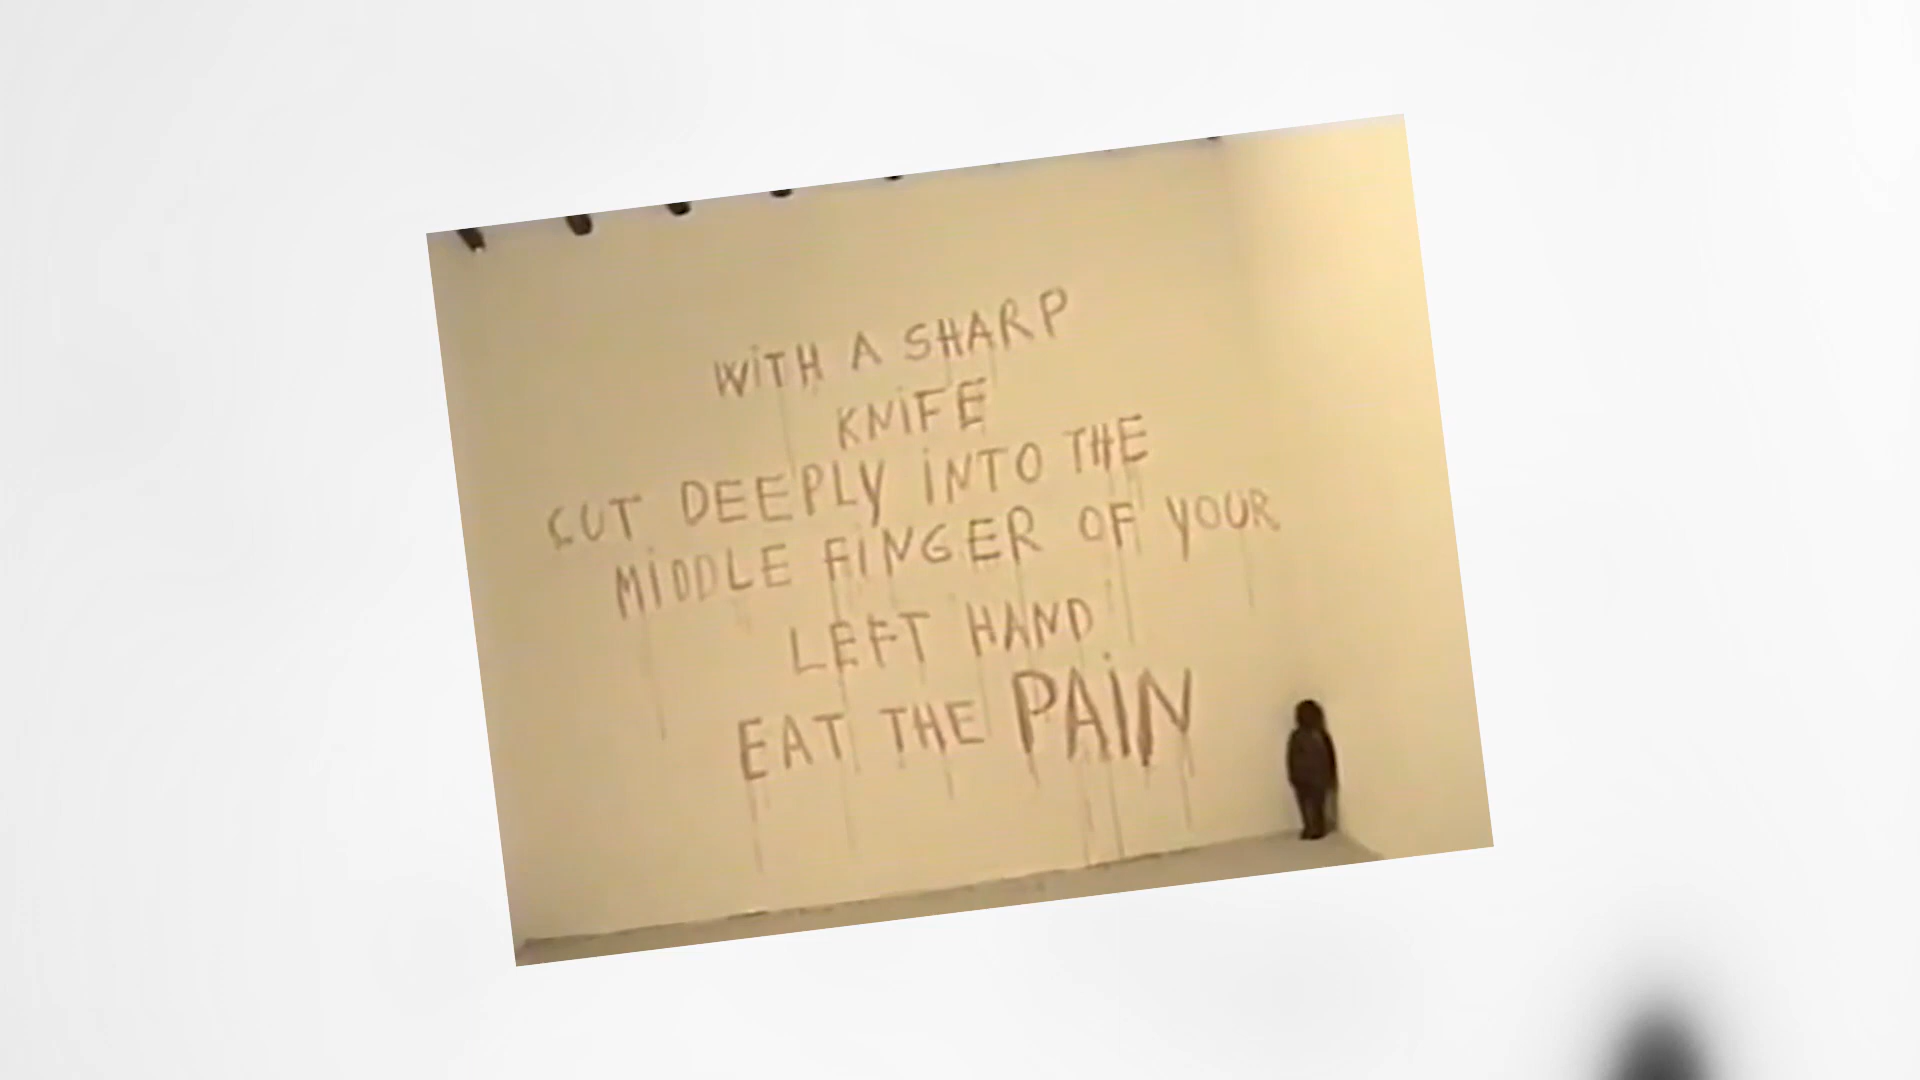 WiTH A SHARP
KNiFE
CUT DEEPLY iNTO THE
MiDDLE FiNGER OF YOUR
LEFT HAND
EAT THE PAiN